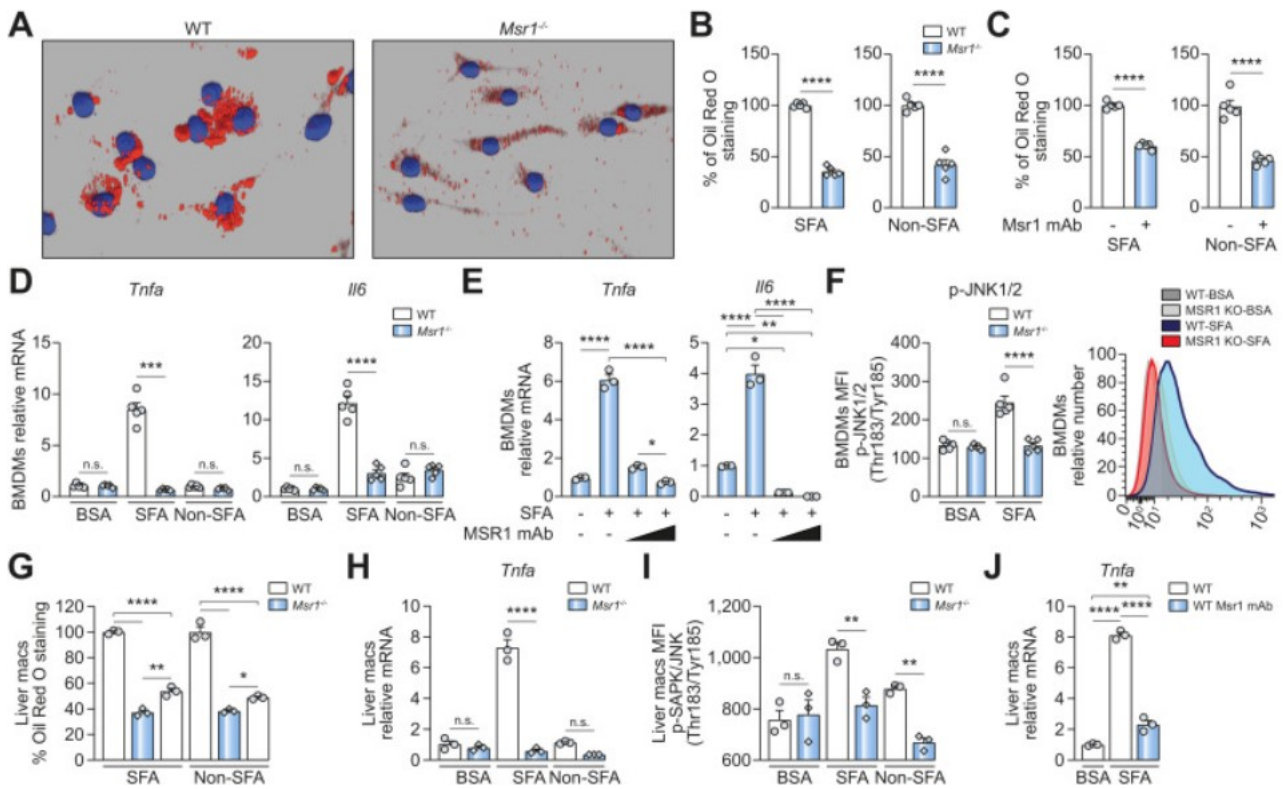 A
WT
Msr1-/-
B
% of Oil Red O
staining
150
100
50
0
****
****
SFA
Non-SFA
WT
Msr1-/-
C
% of Oil Red O
staining
150
100
50
0
****
****
Msr1 mAb
- +
- +
SFA
Non-SFA
D
Tnfa
Il6
WT
Msr1-/-
BMDMs relative mRNA
15
10
5
0
n.s.
***
n.s.
BSA
SFA
Non-SFA
20
15
10
5
0
n.s.
****
n.s.
BSA
SFA
Non-SFA
E
Tnfa
Il6
BMDMs
relative mRNA
8
6
4
2
0
****
****
*
5
4
3
2
1
0
****
****
**
*
SFA
- + + +
- + + +
MSR1 mAb
- -
- -
F
p-JNK1/2
WT
Msr1-/-
BMDMs MFI
p-JNK1/2
(Thr183/Tyr185)
400
300
200
100
0
n.s.
****
BSA
SFA
WT-BSA
MSR1 KO-BSA
WT-SFA
MSR1 KO-SFA
BMDMs
relative number
100
80
60
40
20
0
0 10⁰ 10¹ 10² 10³
G
WT
Msr1-/-
Liver macs
% Oil Red O staining
120
100
80
60
40
20
0
****
**
****
*
SFA
Non-SFA
H
Tnfa
WT
Msr1-/-
Liver macs
relative mRNA
10
8
6
4
2
0
n.s.
****
n.s.
BSA
SFA
Non-SFA
I
WT
Msr1-/-
Liver macs MFI
p-SAPK/JNK
(Thr183/Tyr185)
1,200
1,000
800
600
n.s.
**
**
BSA
SFA
Non-SFA
J
Tnfa
WT
WT Msr1 mAb
Liver macs
relative mRNA
10
8
6
4
2
0
**
**** ****
BSA
SFA